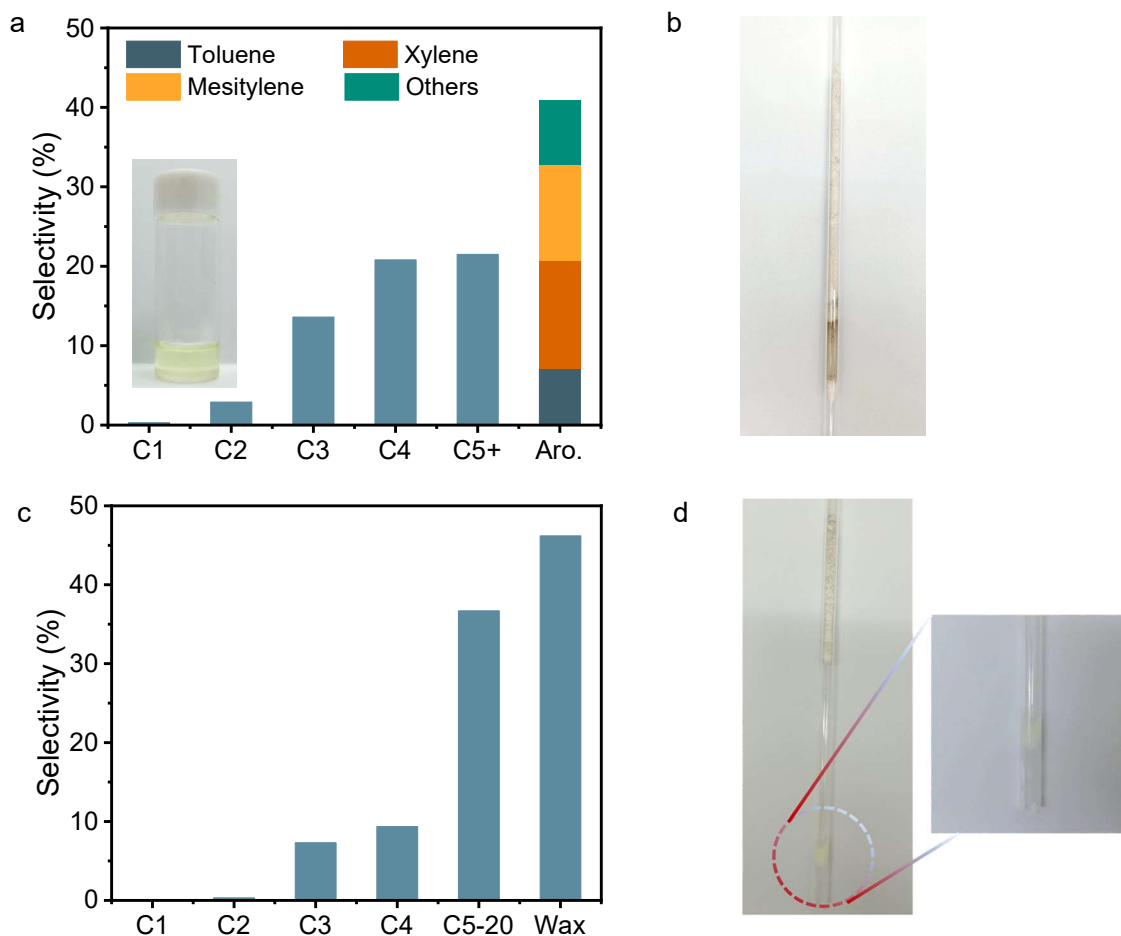 a
50
40
30
20
10
0
Selectivity (%)
Toluene
Xylene
Mesitylene
Others
C1 C2 C3 C4 C5+ Aro.
b
c
50
40
30
20
10
0
Selectivity (%)
C1 C2 C3 C4 C5-20 Wax
d